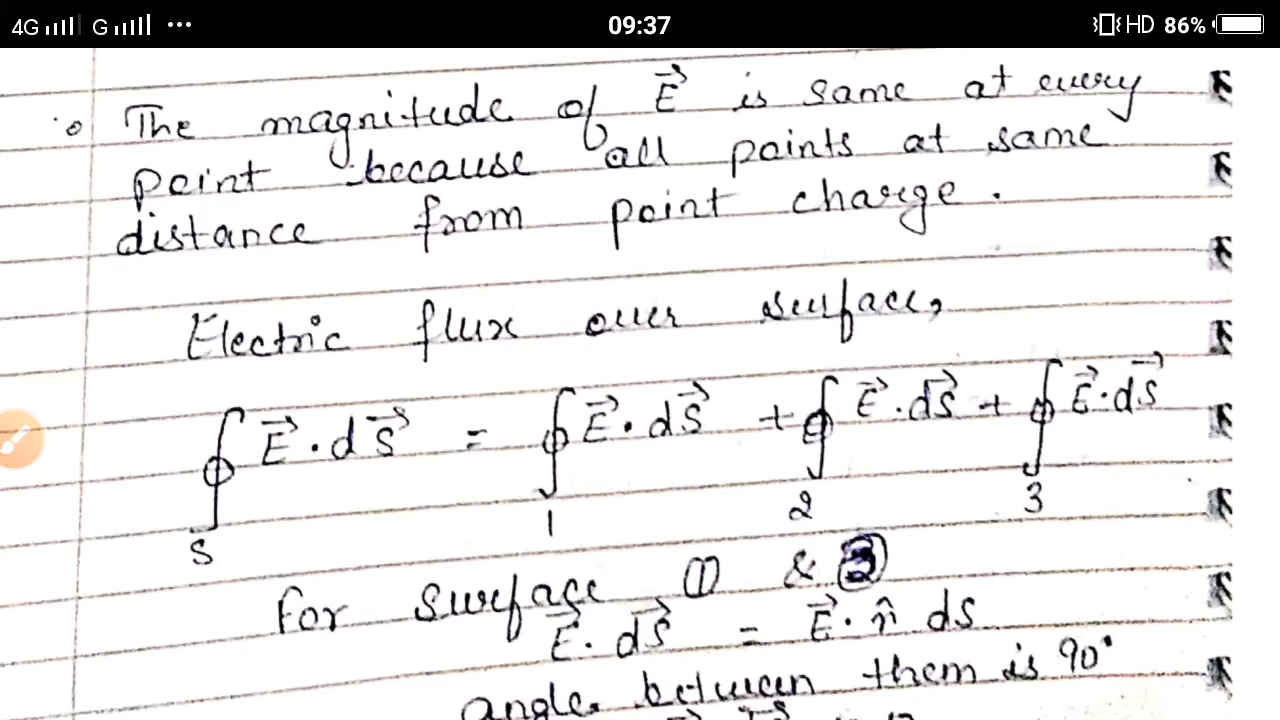 4G G ••• 09:37 HD 86%
The magnitude of E⃗ is same at every
point because all points at same
distance from point charge.
Electric flux over surface,
∮ E⃗ · dS⃗ = ∮ E⃗ · dS⃗ + ∮ E⃗ · dS⃗ + ∮ E⃗ · dS⃗
S 1 2 3
For surface ① &
E⃗ · dS⃗ = E⃗ · n̂ dS
angle between them is 90°